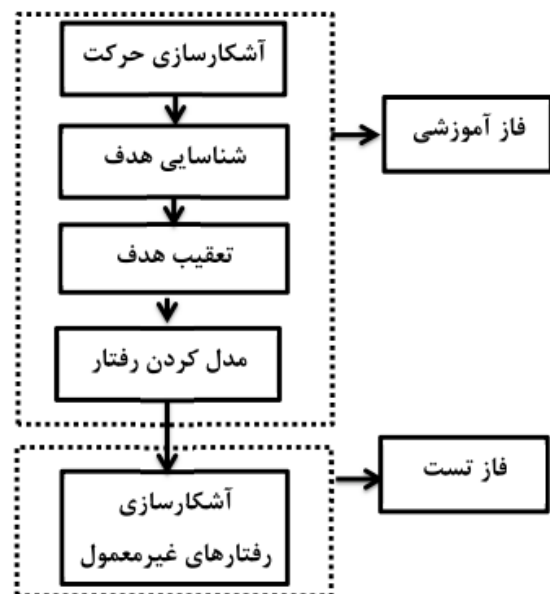 آشکارسازی حرکت
فاز آموزشی
شناسایی هدف
تعقیب هدف
مدل کردن رفتار
فاز تست
آشکارسازی
رفتارهای غیرمعمول